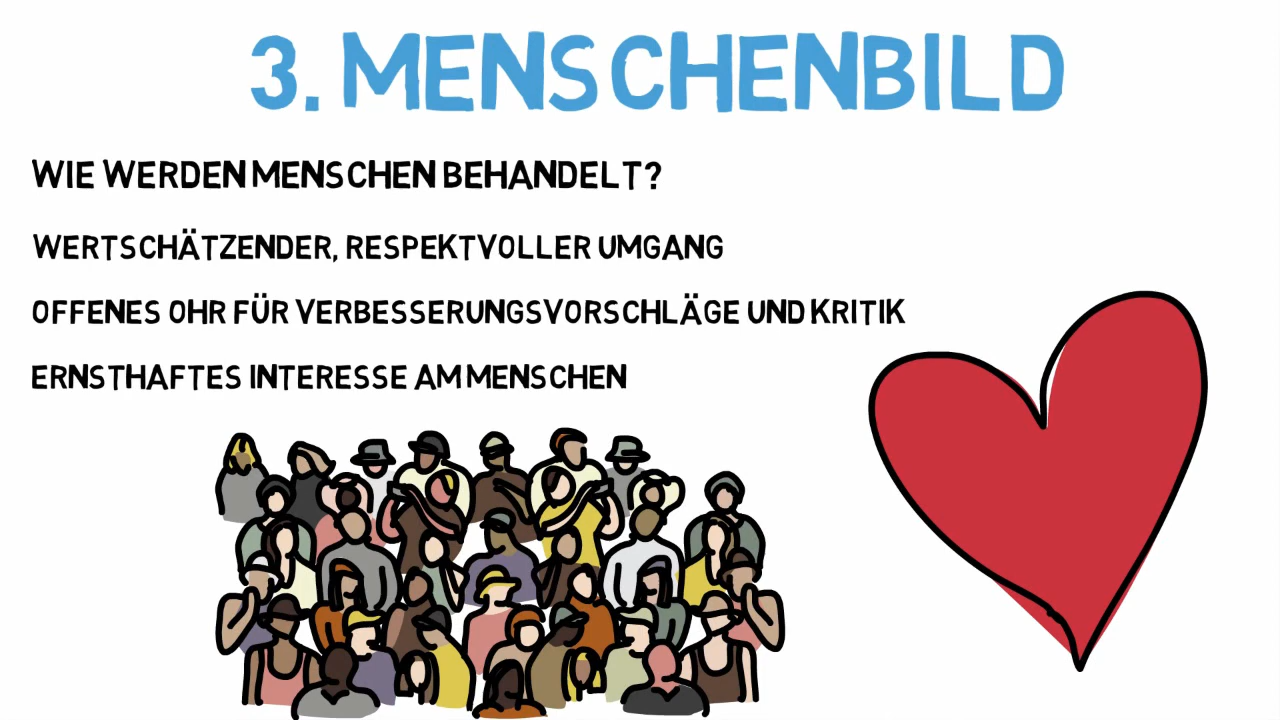 3. MENSCHENBILD
WIE WERDEN MENSCHEN BEHANDELT?
WERTSCHÄTZENDER, RESPEKTVOLLER UMGANG
OFFENES OHR FÜR VERBESSERUNGSVORSCHLÄGE UND KRITIK
ERNSTHAFTES INTERESSE AM MENSCHEN